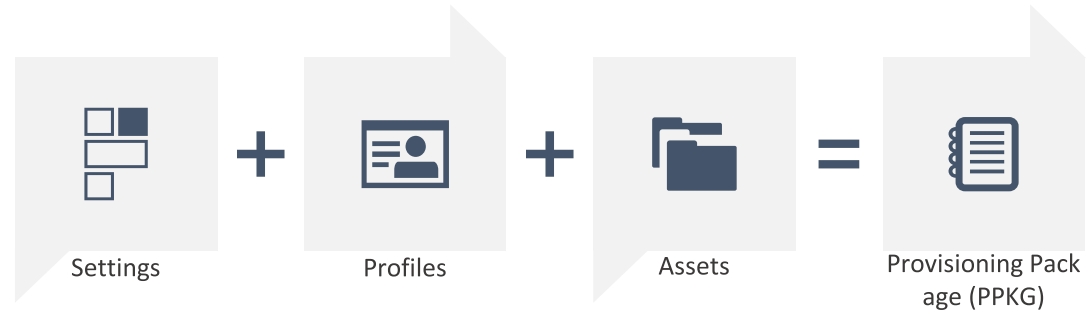 Settings
+
Profiles
+
Assets
=
Provisioning Pack
age (PPKG)